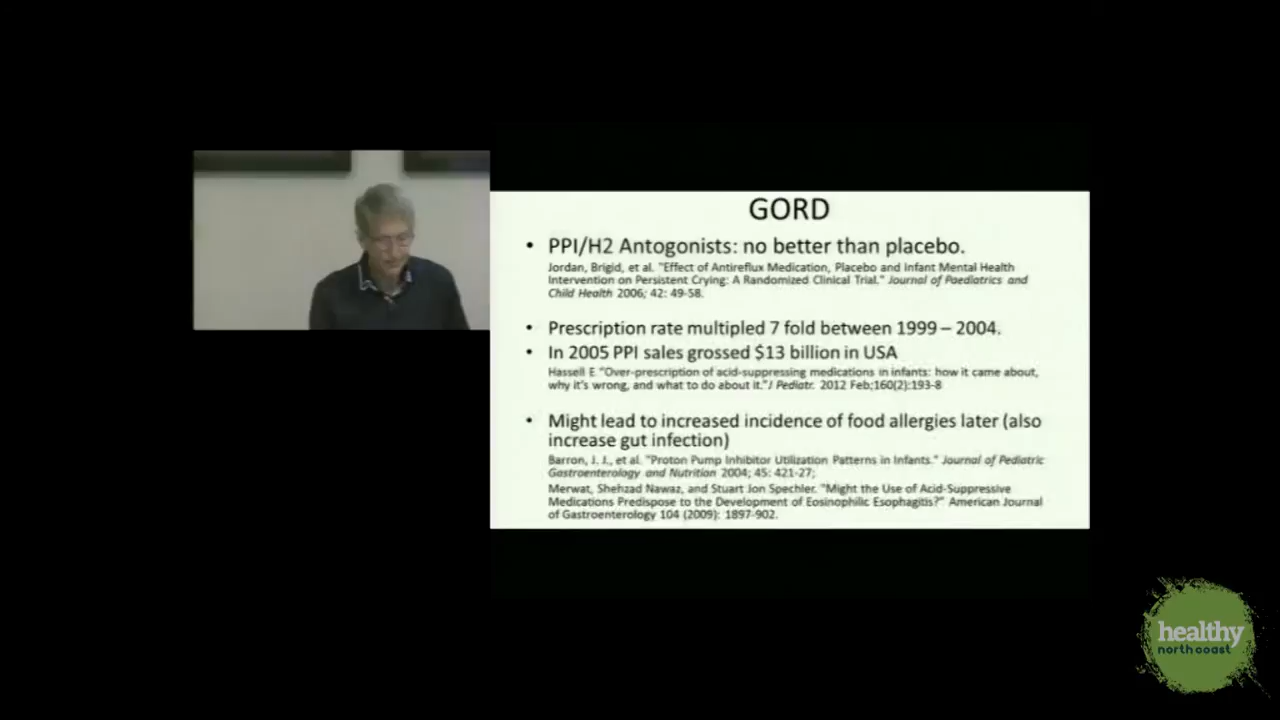 GORD
• PPI/H2 Antogonists: no better than placebo.
Jordan, Brigid, et al. "Effect of Antireflux Medication, Placebo and Infant Mental Health
Intervention on Persistent Crying: A Randomized Clinical Trial." Journal of Paediatrics and
Child Health 2006; 42: 49-58.
• Prescription rate multipled 7 fold between 1999 – 2004.
• In 2005 PPI sales grossed $13 billion in USA
Hassell E "Over-prescription of acid-suppressing medications in infants: how it came about,
why it's wrong, and what to do about it."J Pediatr. 2012 Feb;160(2):193-8
• Might lead to increased incidence of food allergies later (also
increase gut infection)
Barron, J. J., et al. "Proton Pump Inhibitor Utilization Patterns in Infants." Journal of Pediatric
Gastroenterology and Nutrition 2004; 45: 421-27;
Merwat, Shehzad Nawaz, and Stuart Jon Spechler. "Might the Use of Acid-Suppressive
Medications Predispose to the Development of Eosinophilic Esophagitis?" American Journal
of Gastroenterology 104 (2009): 1897-902.
healthy
north coast